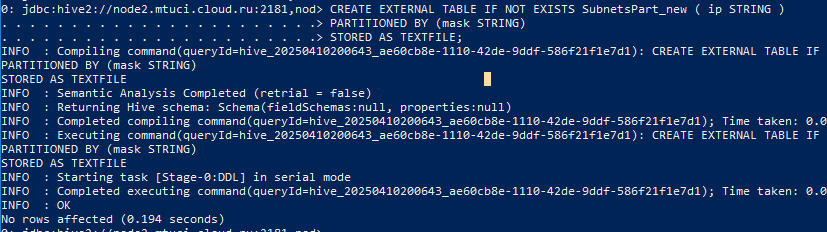 0: jdbc:hive2://node2.mtuci.cloud.ru:2181,nod> CREATE EXTERNAL TABLE IF NOT EXISTS SubnetsPart_new ( ip STRING )
. . . . . . . . . . . . . . . . . . . . . . .> PARTITIONED BY (mask STRING)
. . . . . . . . . . . . . . . . . . . . . . .> STORED AS TEXTFILE;
INFO  : Compiling command(queryId=hive_20250410200643_ae60cb8e-1110-42de-9ddf-586f21f1e7d1): CREATE EXTERNAL TABLE IF
PARTITIONED BY (mask STRING)
STORED AS TEXTFILE
INFO  : Semantic Analysis Completed (retrial = false)
INFO  : Returning Hive schema: Schema(fieldSchemas:null, properties:null)
INFO  : Completed compiling command(queryId=hive_20250410200643_ae60cb8e-1110-42de-9ddf-586f21f1e7d1); Time taken: 0.0
INFO  : Executing command(queryId=hive_20250410200643_ae60cb8e-1110-42de-9ddf-586f21f1e7d1): CREATE EXTERNAL TABLE IF
PARTITIONED BY (mask STRING)
STORED AS TEXTFILE
INFO  : Starting task [Stage-0:DDL] in serial mode
INFO  : Completed executing command(queryId=hive_20250410200643_ae60cb8e-1110-42de-9ddf-586f21f1e7d1); Time taken: 0.0
INFO  : OK
No rows affected (0.194 seconds)
0: jdbc:hive2://node2.mtuci.cloud.ru:2181,nod>